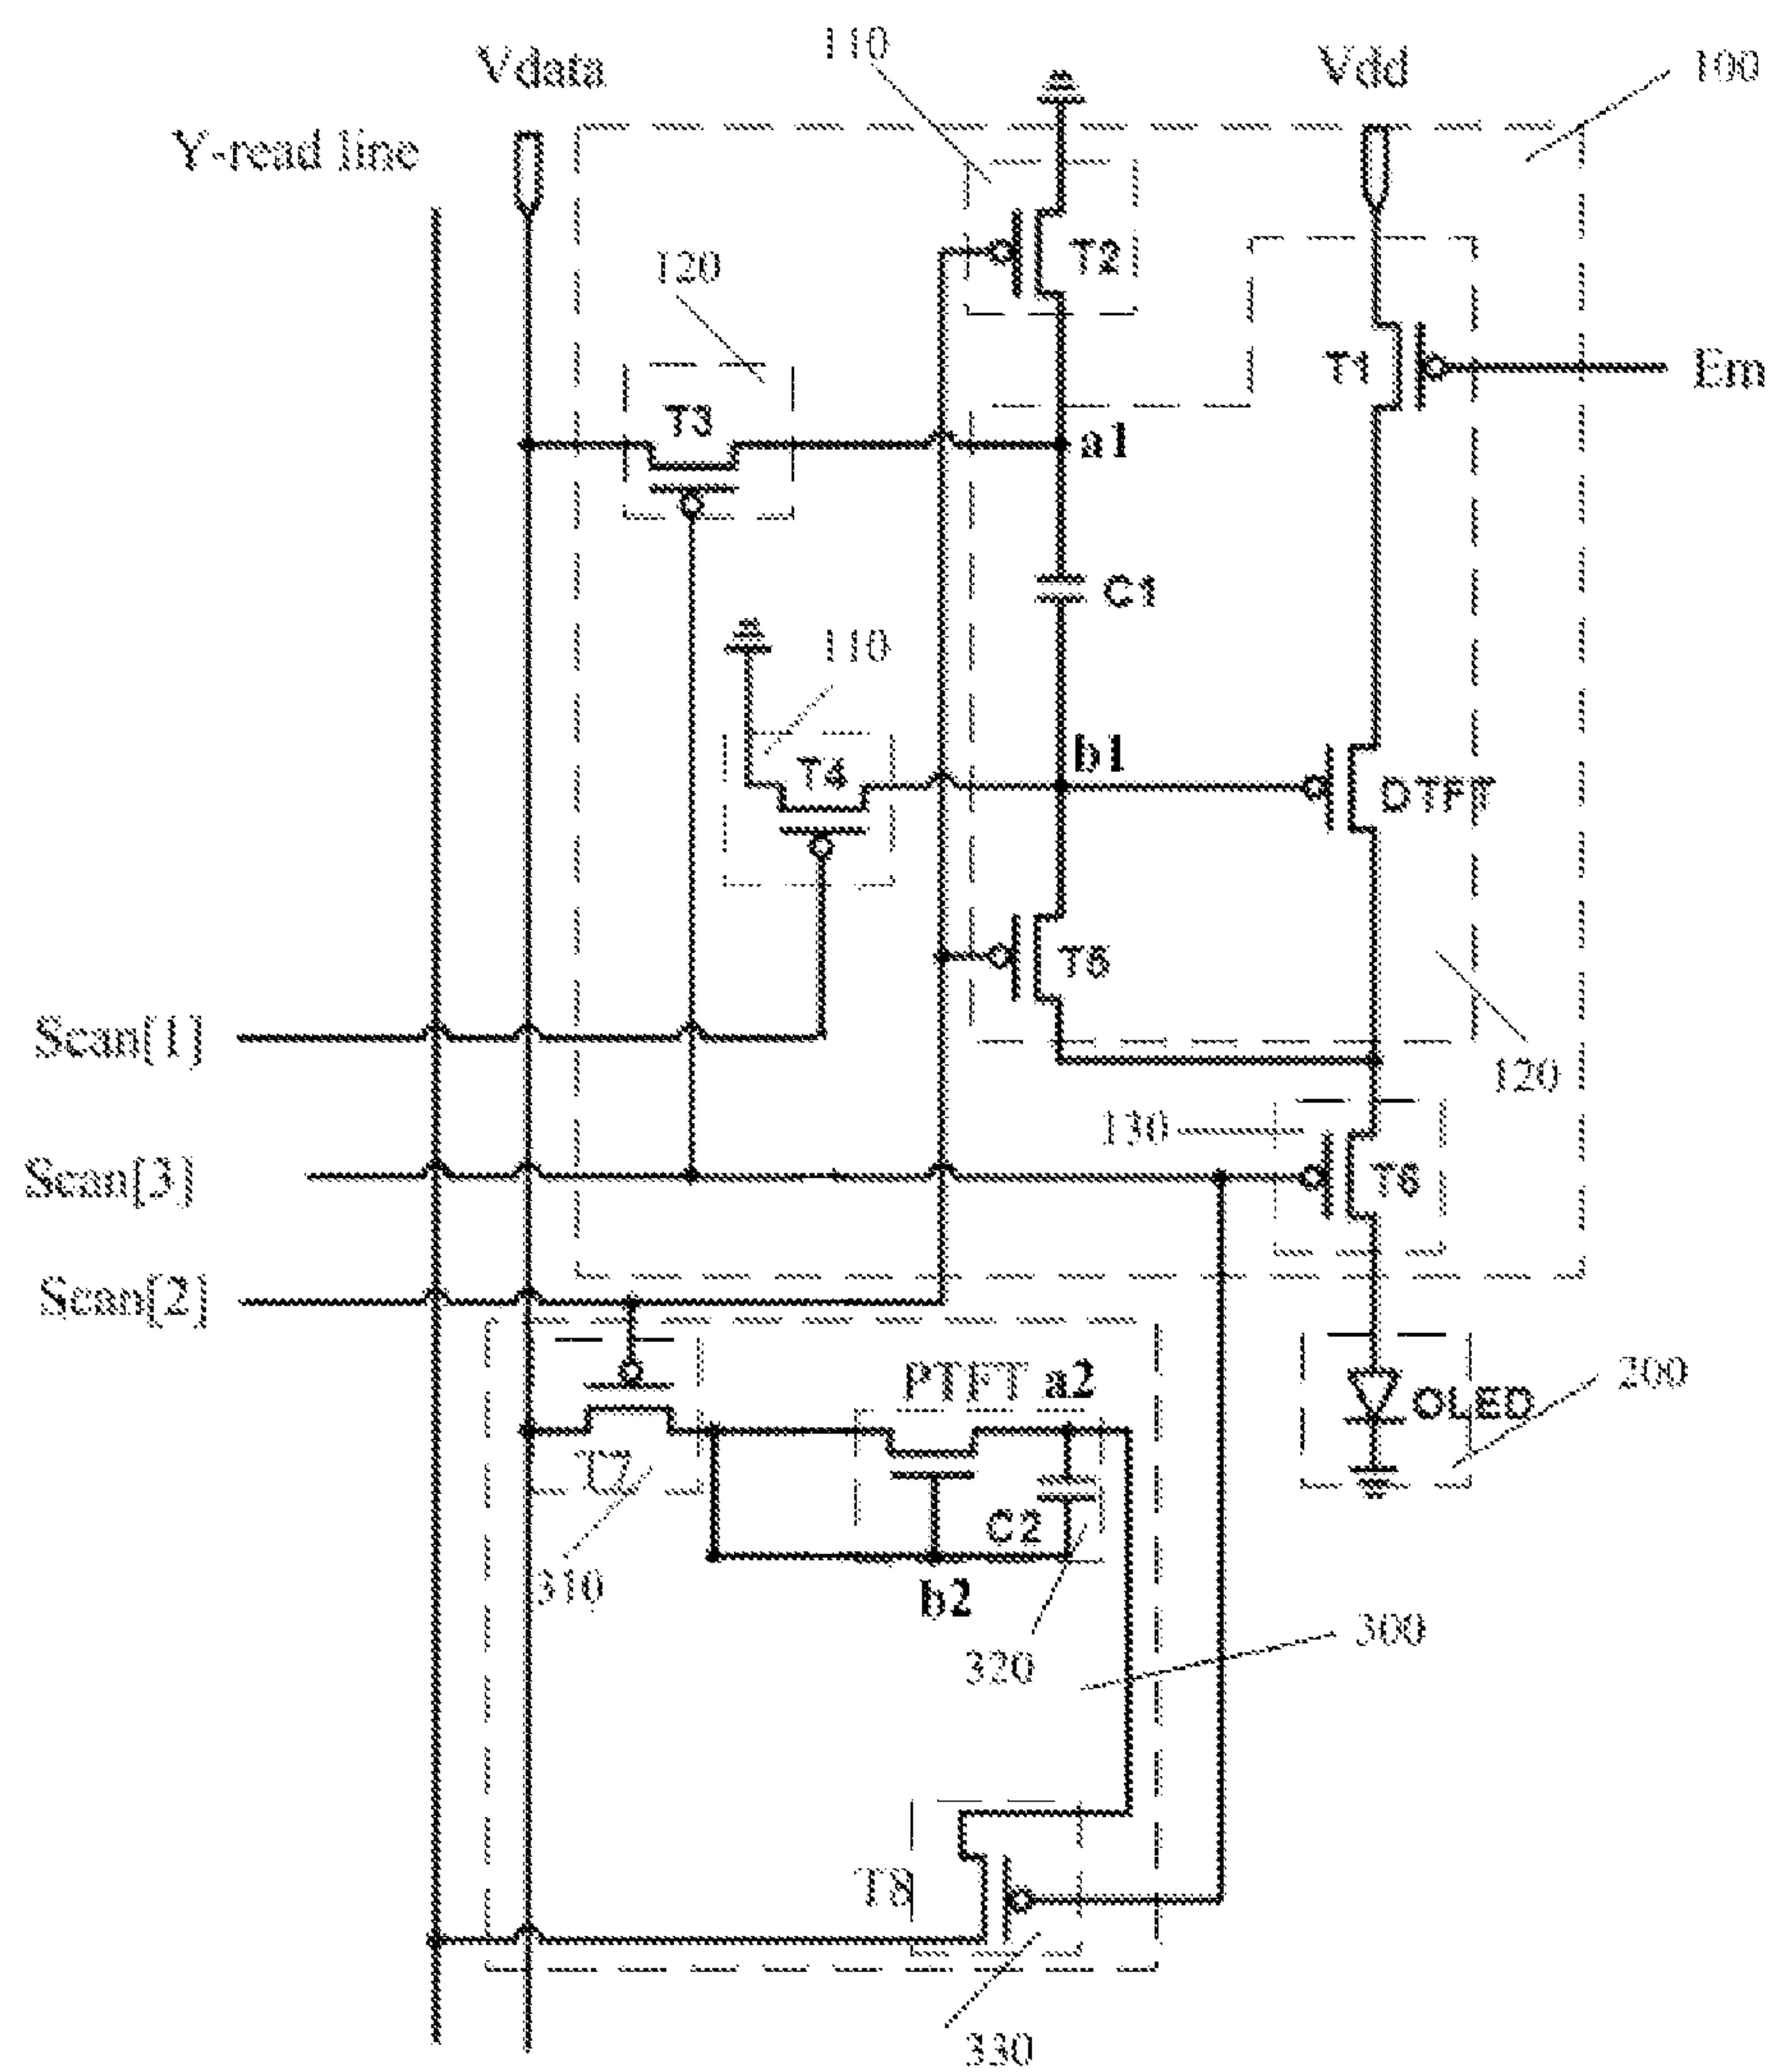 110
Vdata
Vdd
100
Y-read line
T2
120
T1
Em
T3
a1
C1
110
b1
T4
DTFT
T5
Scan[1]
120
130
Scan[3]
T6
Scan[2]
PTFT a2
200
OLED
T7
C2
310
b2
300
320
T8
330